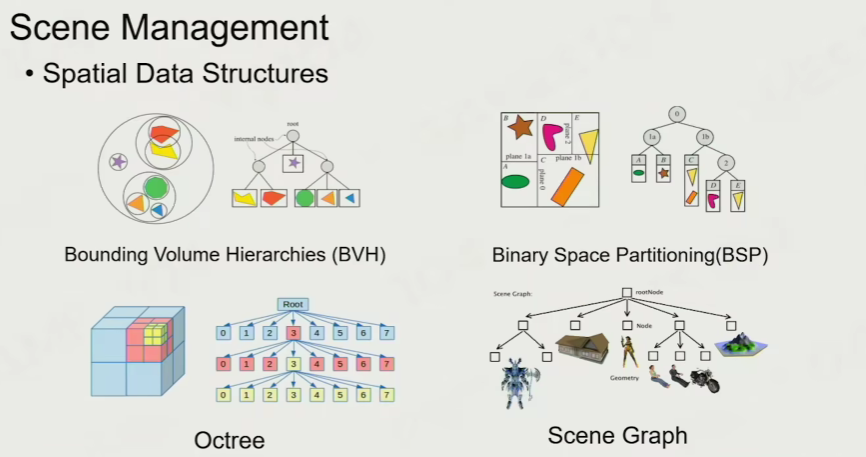 Scene Management
• Spatial Data Structures
root
internal nodes
Bounding Volume Hierarchies (BVH)
B
D
E
plane 2
plane 1a
C
plane 1b
A
plane 0
0
1a
1b
A
B
C
2
D
E
Binary Space Partitioning(BSP)
Root
0 1 2 3 4 5 6 7
0 1 2 3 4 5 6 7
0 1 2 3 4 5 6 7
Octree
Scene Graph:
rootNode
Node
Geometry
Scene Graph